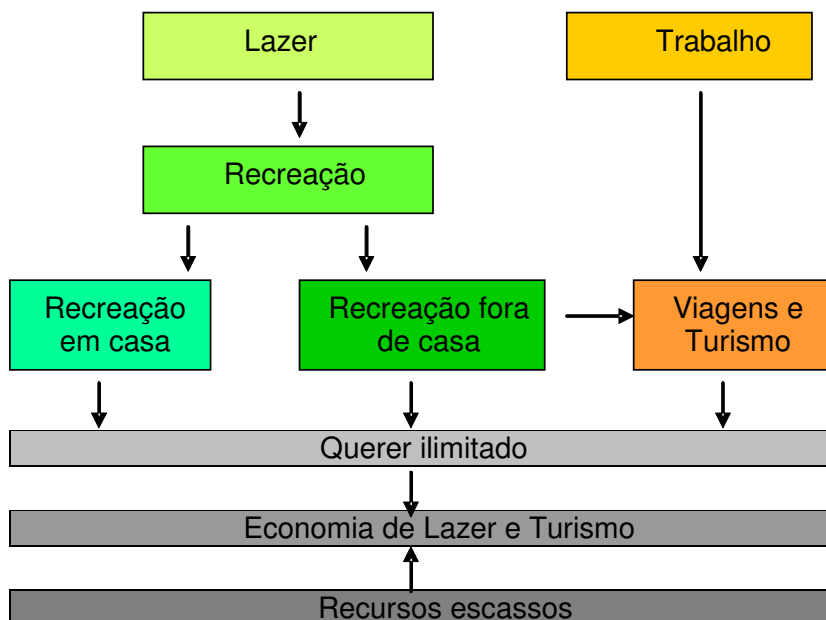 Lazer
Trabalho
Recreação
Recreação
em casa
Recreação fora
de casa
Viagens e
Turismo
Querer ilimitado
Economia de Lazer e Turismo
Recursos escassos